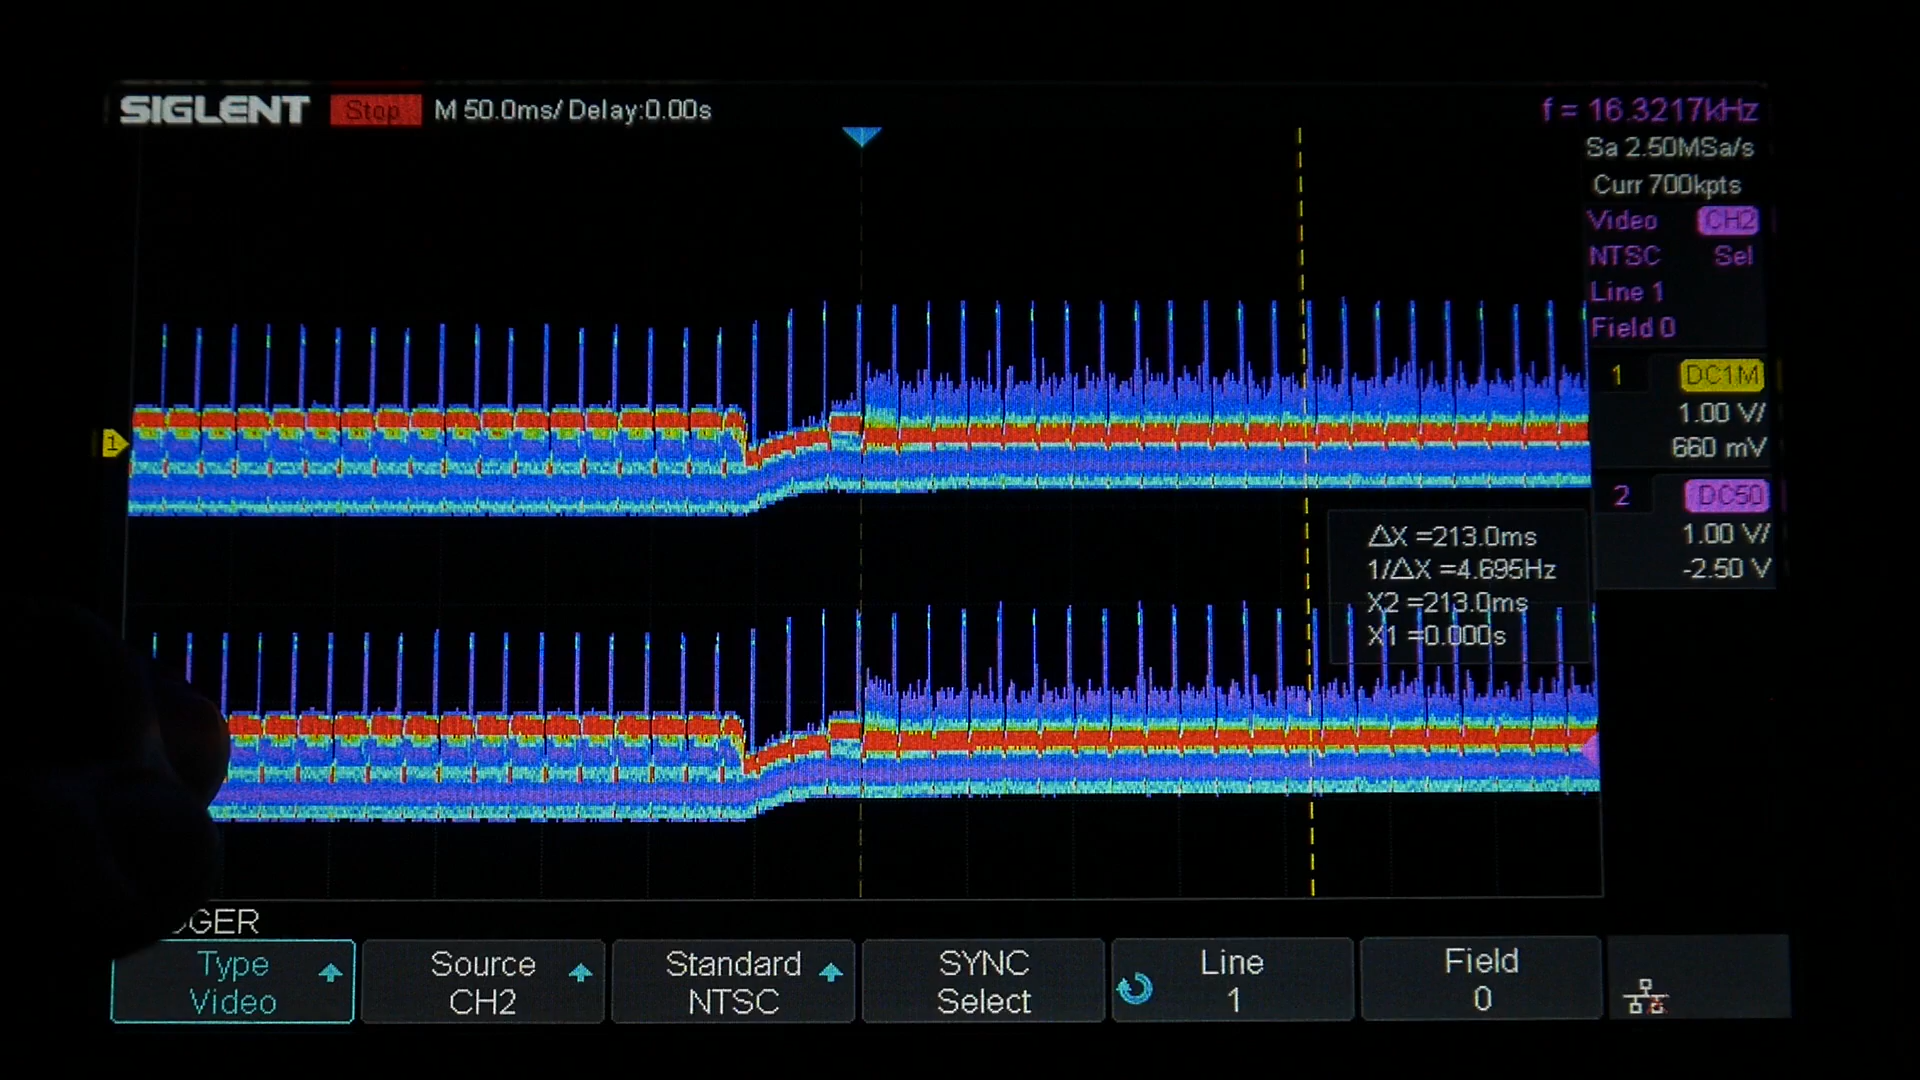 SIGLENT Stop M 50.0ms/ Delay:0.00s f = 16.3217kHz
Sa 2.50MSa/s
Curr 700kpts
Video CH2
NTSC Sel
Line 1
Field 0
1 DC1M
1.00 V/
660 mV
2 DC50
1.00 V/
-2.50 V
1
ΔX =213.0ms
1/ΔX =4.695Hz
X2 =213.0ms
X1 =0.000s
GER
Type
Video
Source
CH2
Standard
NTSC
SYNC
Select
Line
1
Field
0